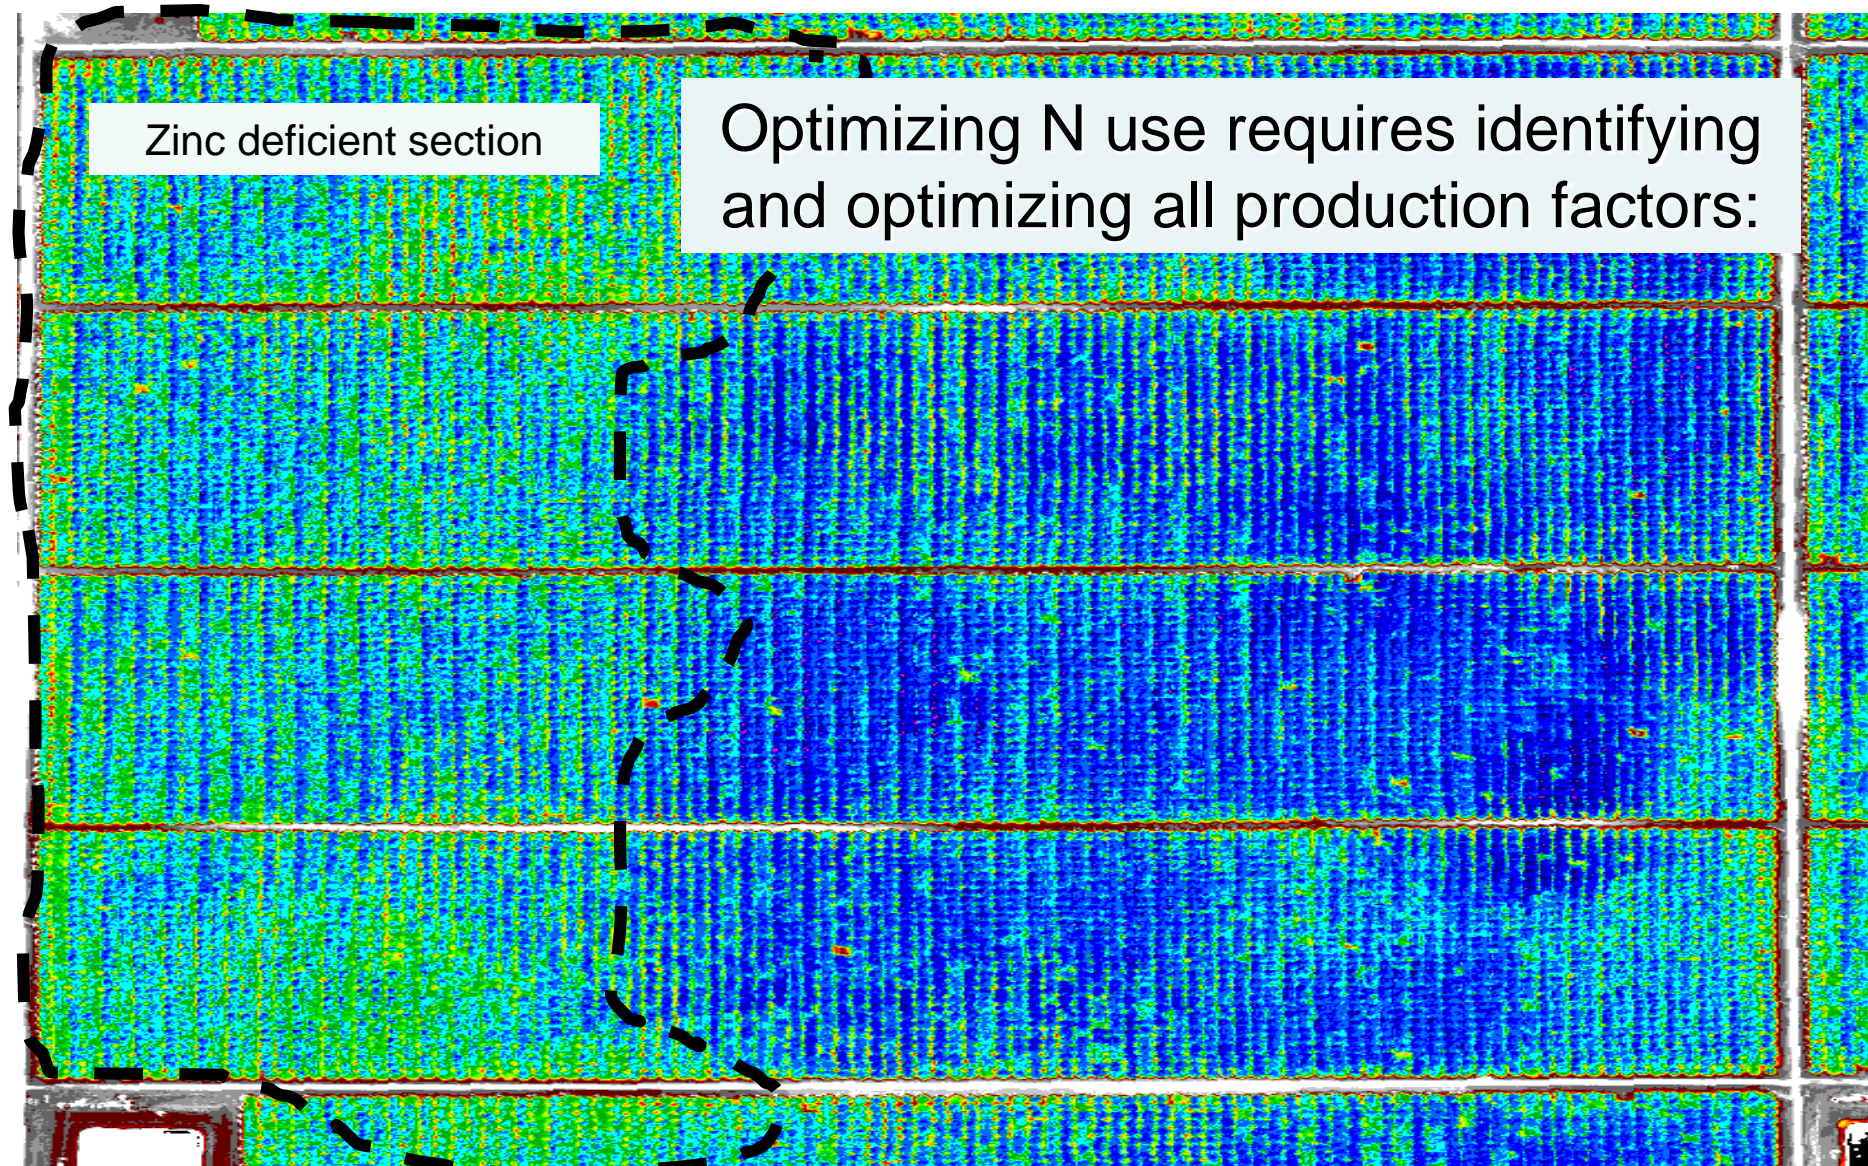 Zinc deficient section
Optimizing N use requires identifying
and optimizing all production factors: